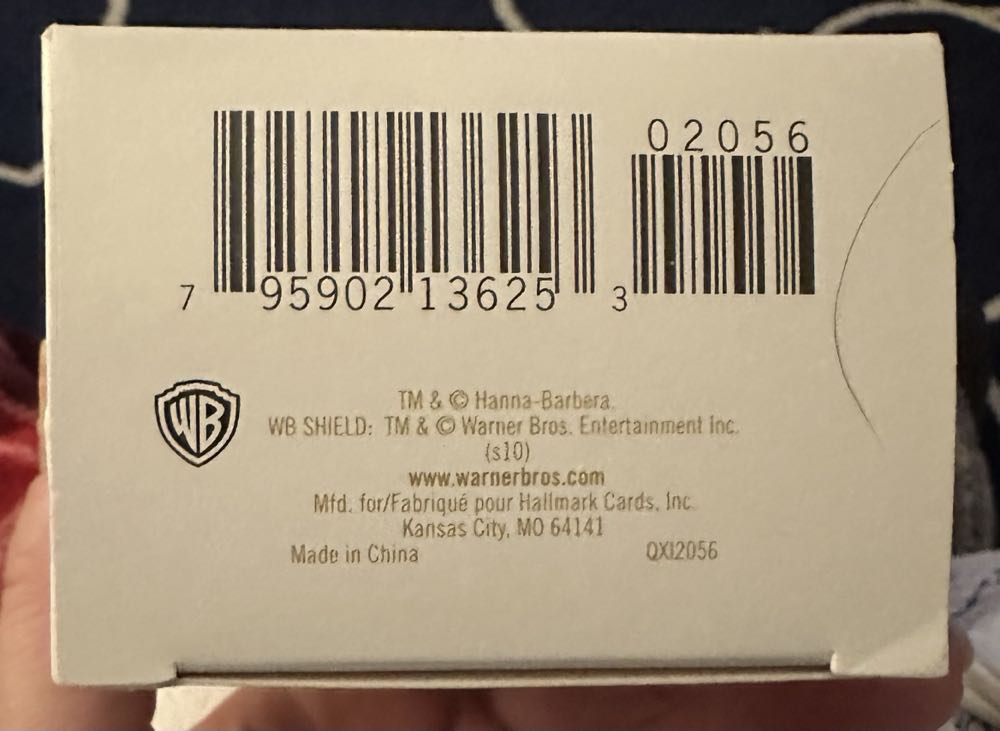 02056
7 95902 13625 3
WB
TM & © Hanna-Barbera.
WB SHIELD: TM & © Warner Bros. Entertainment Inc.
(s10)
www.warnerbros.com
Mfd. for/Fabriqué pour Hallmark Cards, Inc.
Kansas City, MO 64141
Made in China QXI2056